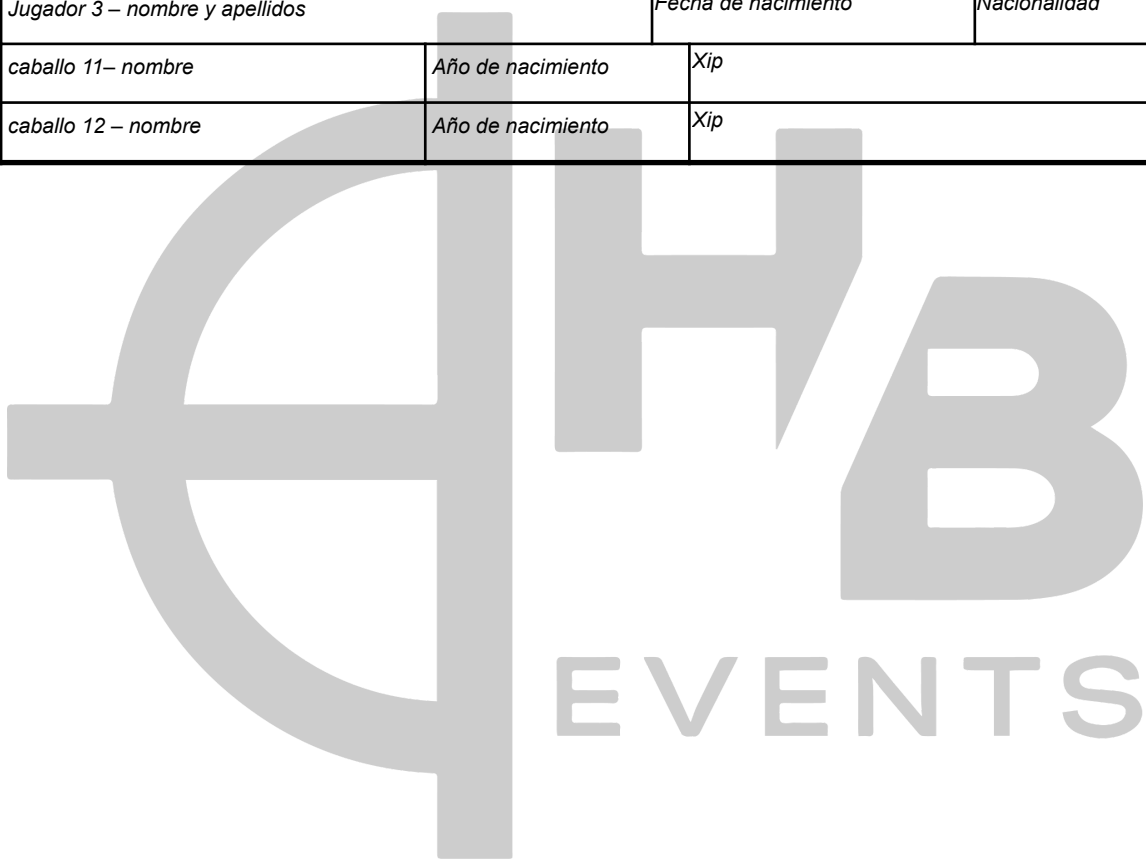 Jugador 3 – nombre y apellidos Fecha de nacimiento Nacionalidad
caballo 11– nombre Año de nacimiento Xip
caballo 12 – nombre Año de nacimiento Xip
HB
EVENTS